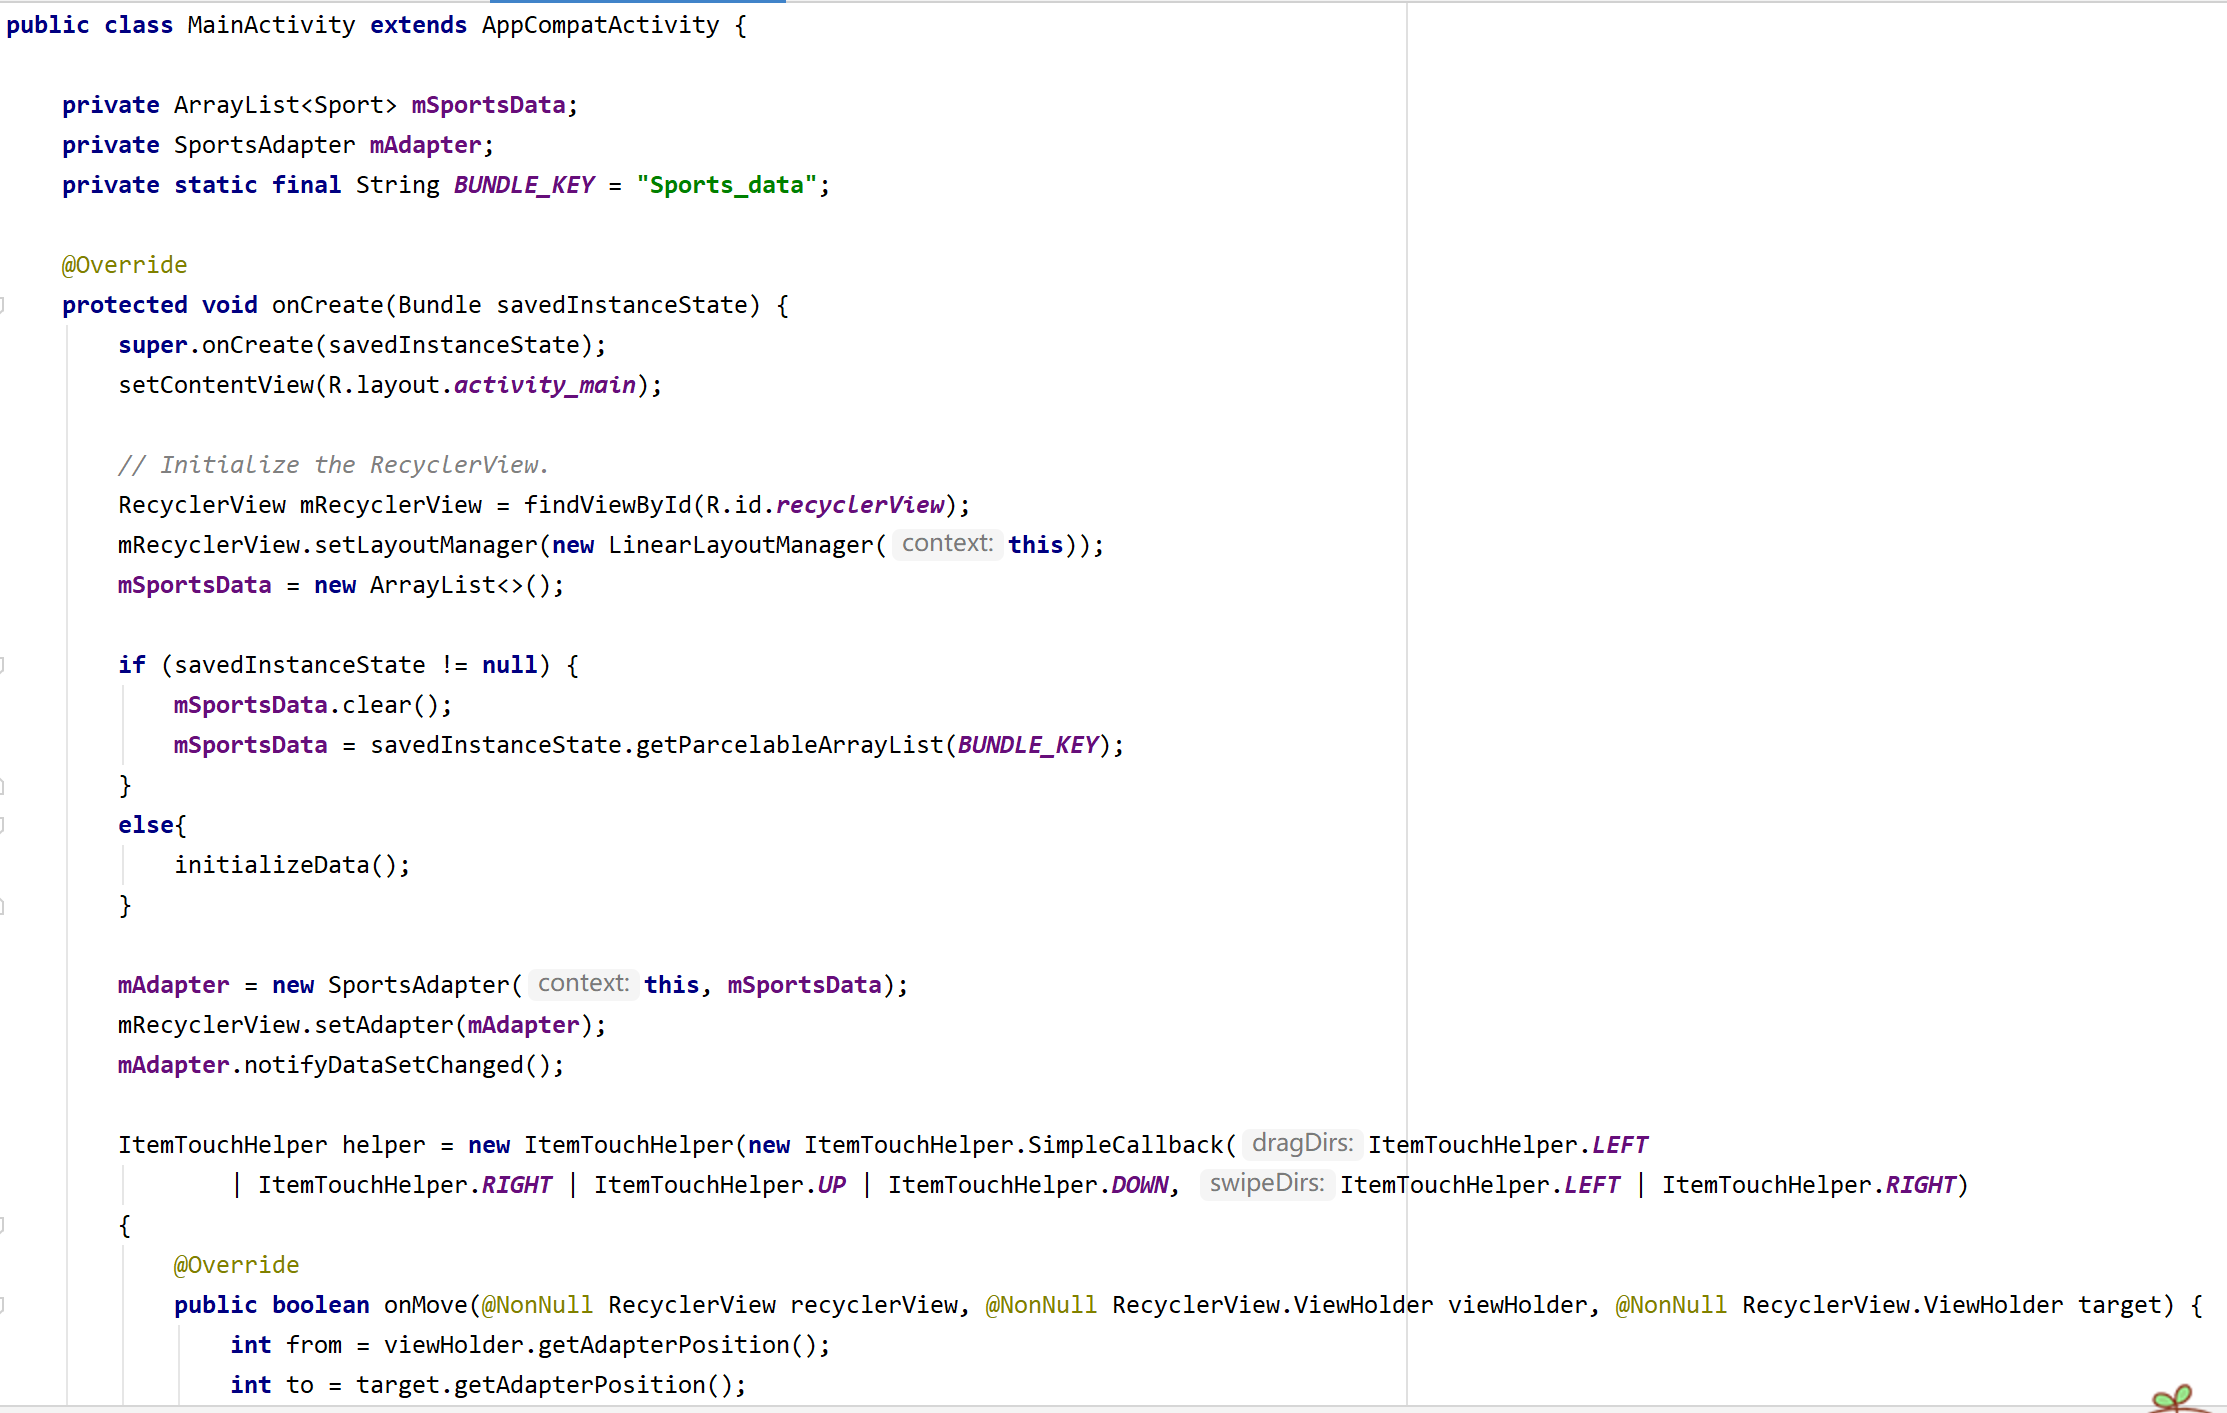 public class MainActivity extends AppCompatActivity {
private ArrayList<Sport> mSportsData;
private SportsAdapter mAdapter;
private static final String BUNDLE_KEY = "Sports_data";
@Override
protected void onCreate(Bundle savedInstanceState) {
super.onCreate(savedInstanceState);
setContentView(R.layout.activity_main);
// Initialize the RecyclerView.
RecyclerView mRecyclerView = findViewById(R.id.recyclerView);
mRecyclerView.setLayoutManager(new LinearLayoutManager( context: this));
mSportsData = new ArrayList<>();
if (savedInstanceState != null) {
mSportsData.clear();
mSportsData = savedInstanceState.getParcelableArrayList(BUNDLE_KEY);
}
else{
initializeData();
}
mAdapter = new SportsAdapter( context: this, mSportsData);
mRecyclerView.setAdapter(mAdapter);
mAdapter.notifyDataSetChanged();
ItemTouchHelper helper = new ItemTouchHelper(new ItemTouchHelper.SimpleCallback( dragDirs: ItemTouchHelper.LEFT
| ItemTouchHelper.RIGHT | ItemTouchHelper.UP | ItemTouchHelper.DOWN, swipeDirs: ItemTouchHelper.LEFT | ItemTouchHelper.RIGHT)
{
@Override
public boolean onMove(@NonNull RecyclerView recyclerView, @NonNull RecyclerView.ViewHolder viewHolder, @NonNull RecyclerView.ViewHolder target) {
int from = viewHolder.getAdapterPosition();
int to = target.getAdapterPosition();